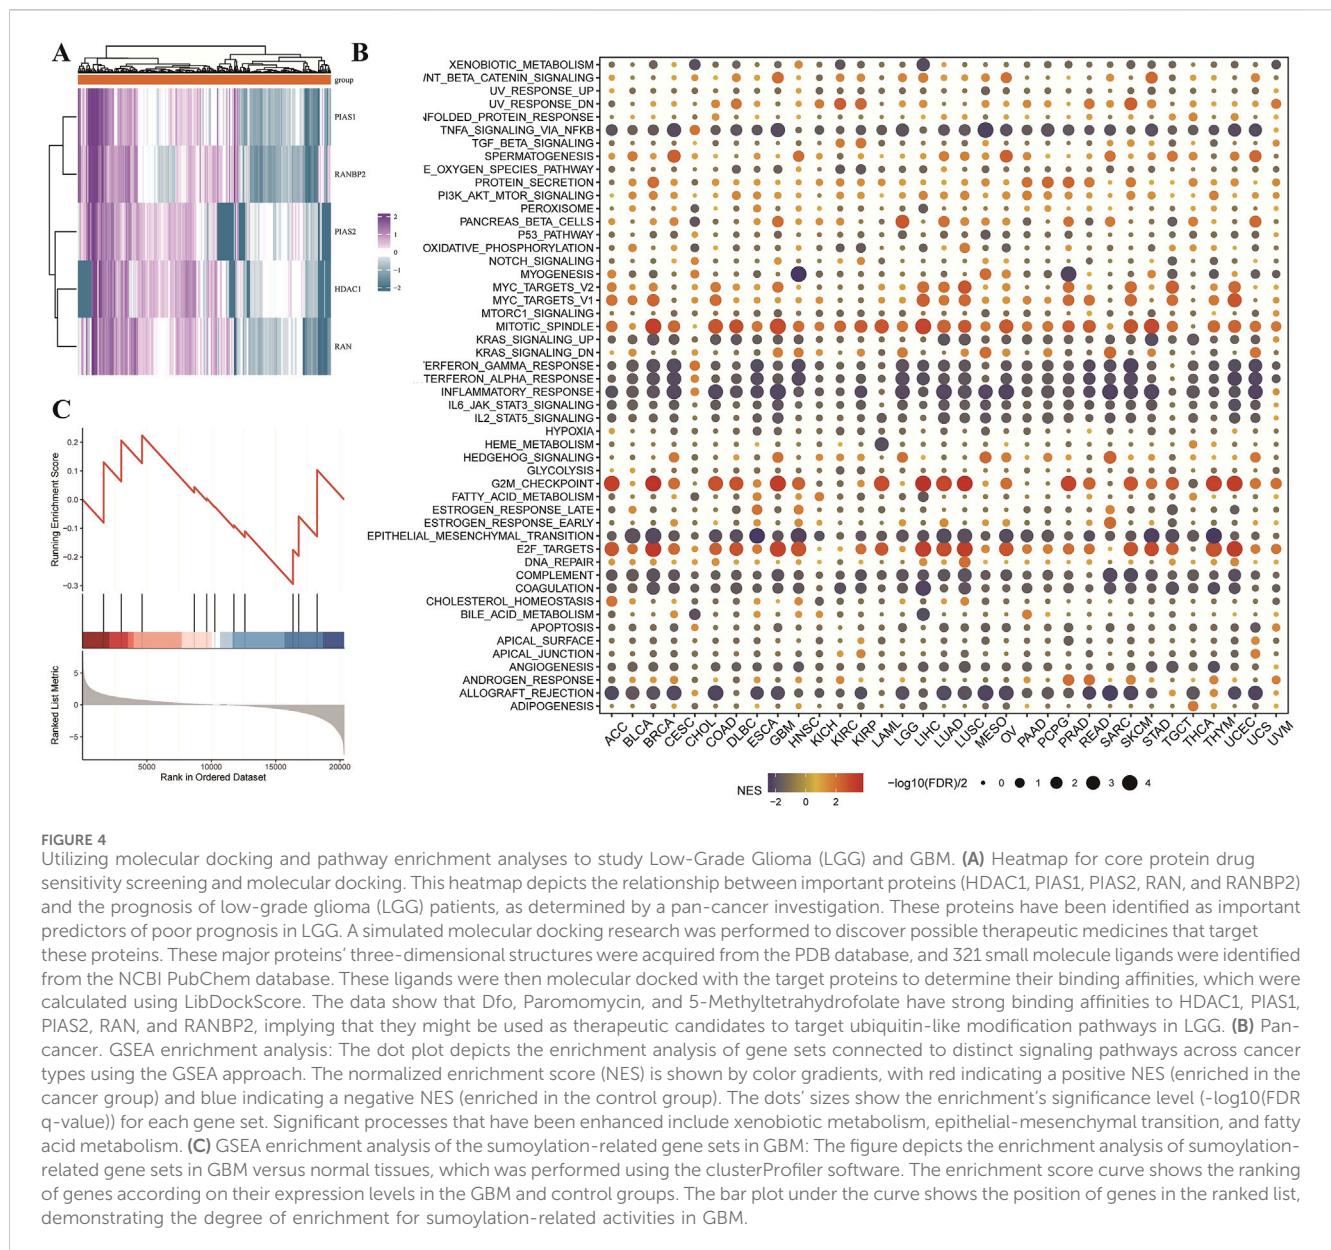 A
group
PIAS1
RANBP2
PIAS2
HDAC1
RAN
2
1
0
−1
−2
B
XENOBIOTIC_METABOLISM
/NT_BETA_CATENIN_SIGNALING
UV_RESPONSE_UP
UV_RESPONSE_DN
NFOLDED_PROTEIN_RESPONSE
TNFA_SIGNALING_VIA_NFKB
TGF_BETA_SIGNALING
SPERMATOGENESIS
E_OXYGEN_SPECIES_PATHWAY
PROTEIN_SECRETION
PI3K_AKT_MTOR_SIGNALING
PEROXISOME
PANCREAS_BETA_CELLS
P53_PATHWAY
OXIDATIVE_PHOSPHORYLATION
NOTCH_SIGNALING
MYOGENESIS
MYC_TARGETS_V2
MYC_TARGETS_V1
MTORC1_SIGNALING
MITOTIC_SPINDLE
KRAS_SIGNALING_UP
KRAS_SIGNALING_DN
TERFERON_GAMMA_RESPONSE
TERFERON_ALPHA_RESPONSE
INFLAMMATORY_RESPONSE
IL6_JAK_STAT3_SIGNALING
IL2_STAT5_SIGNALING
HYPOXIA
HEME_METABOLISM
HEDGEHOG_SIGNALING
GLYCOLYSIS
G2M_CHECKPOINT
FATTY_ACID_METABOLISM
ESTROGEN_RESPONSE_LATE
ESTROGEN_RESPONSE_EARLY
EPITHELIAL_MESENCHYMAL_TRANSITION
E2F_TARGETS
DNA_REPAIR
COMPLEMENT
COAGULATION
CHOLESTEROL_HOMEOSTASIS
BILE_ACID_METABOLISM
APOPTOSIS
APICAL_SURFACE
APICAL_JUNCTION
ANGIOGENESIS
ANDROGEN_RESPONSE
ALLOGRAFT_REJECTION
ADIPOGENESIS
ACC BLCA BRCA CESC CHOL COAD DLBC ESCA GBM HNSC KICH KIRC KIRP LAML LGG LIHC LUAD LUSC MESO OV PAAD PCPG PRAD READ SARC SKCM STAD TGCT THCA THYM UCEC UCS UVM
NES −2 0 2
−log10(FDR)/2 0 1 2 3 4
C
Running Enrichment Score
0.2
0.1
0.0
−0.1
−0.2
−0.3
Ranked List Metric
5
0
−5
5000 10000 15000 20000
Rank in Ordered Dataset
FIGURE 4
Utilizing molecular docking and pathway enrichment analyses to study Low-Grade Glioma (LGG) and GBM. (A) Heatmap for core protein drug
sensitivity screening and molecular docking. This heatmap depicts the relationship between important proteins (HDAC1, PIAS1, PIAS2, RAN, and RANBP2)
and the prognosis of low-grade glioma (LGG) patients, as determined by a pan-cancer investigation. These proteins have been identified as important
predictors of poor prognosis in LGG. A simulated molecular docking research was performed to discover possible therapeutic medicines that target
these proteins. These major proteins' three-dimensional structures were acquired from the PDB database, and 321 small molecule ligands were identified
from the NCBI PubChem database. These ligands were then molecular docked with the target proteins to determine their binding affinities, which were
calculated using LibDockScore. The data show that Dfo, Paromomycin, and 5-Methyltetrahydrofolate have strong binding affinities to HDAC1, PIAS1,
PIAS2, RAN, and RANBP2, implying that they might be used as therapeutic candidates to target ubiquitin-like modification pathways in LGG. (B) Pan-
cancer. GSEA enrichment analysis: The dot plot depicts the enrichment analysis of gene sets connected to distinct signaling pathways across cancer
types using the GSEA approach. The normalized enrichment score (NES) is shown by color gradients, with red indicating a positive NES (enriched in the
cancer group) and blue indicating a negative NES (enriched in the control group). The dots' sizes show the enrichment's significance level (-log10(FDR
q-value)) for each gene set. Significant processes that have been enhanced include xenobiotic metabolism, epithelial-mesenchymal transition, and fatty
acid metabolism. (C) GSEA enrichment analysis of the sumoylation-related gene sets in GBM: The figure depicts the enrichment analysis of sumoylation-
related gene sets in GBM versus normal tissues, which was performed using the clusterProfiler software. The enrichment score curve shows the ranking
of genes according on their expression levels in the GBM and control groups. The bar plot under the curve shows the position of genes in the ranked list,
demonstrating the degree of enrichment for sumoylation-related activities in GBM.